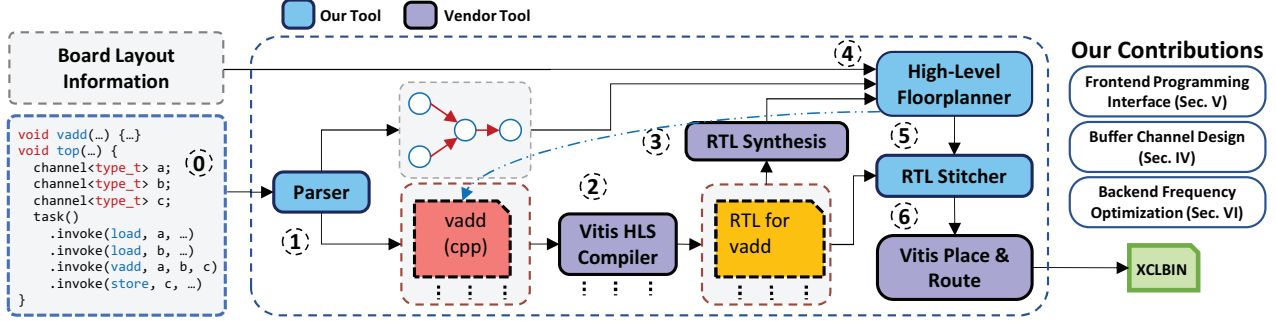 Our Tool
Vendor Tool
Board Layout
Information
void vadd(…) {…}
void top(…) {
channel<type_t> a;
channel<type_t> b;
channel<type_t> c;
task()
.invoke(load, a, …)
.invoke(load, b, …)
.invoke(vadd, a, b, c)
.invoke(store, c, …)
}
0
Parser
1
vadd
(cpp)
2
Vitis HLS
Compiler
3
RTL Synthesis
RTL for
vadd
4
High-Level
Floorplanner
5
RTL Stitcher
6
Vitis Place &
Route
Our Contributions
Frontend Programming
Interface (Sec. V)
Buffer Channel Design
(Sec. IV)
Backend Frequency
Optimization (Sec. VI)
XCLBIN